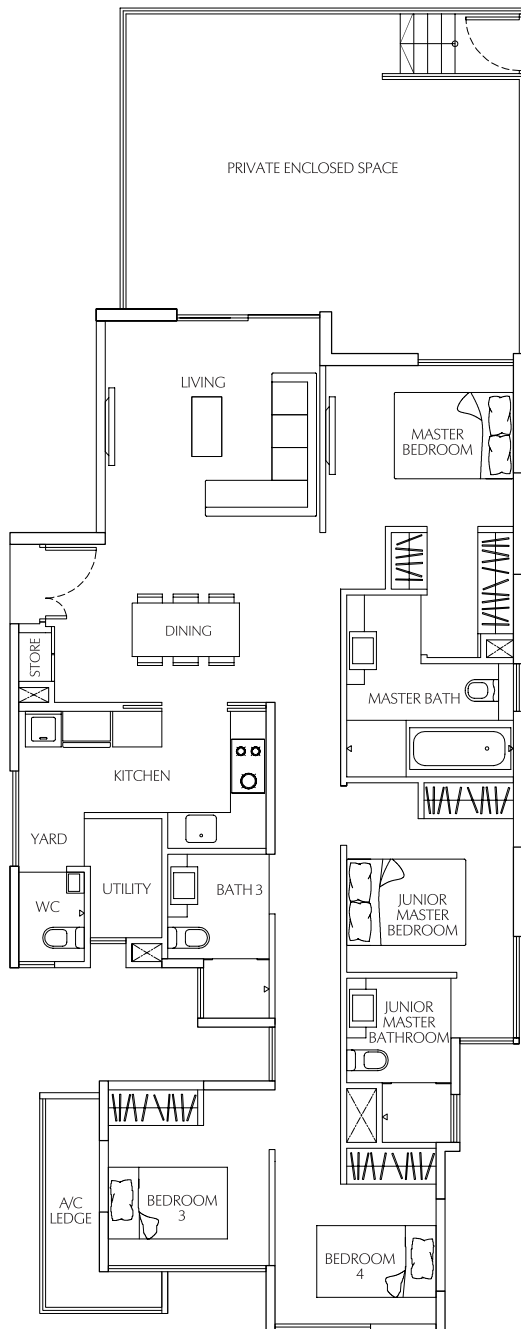 PRIVATE ENCLOSED SPACE
LIVING
MASTER
BEDROOM
DINING
STORE
MASTER BATH
KITCHEN
YARD
UTILITY
BATH 3
WC
JUNIOR
MASTER
BEDROOM
JUNIOR
MASTER
BATHROOM
A/C
LEDGE
BEDROOM
3
BEDROOM
4